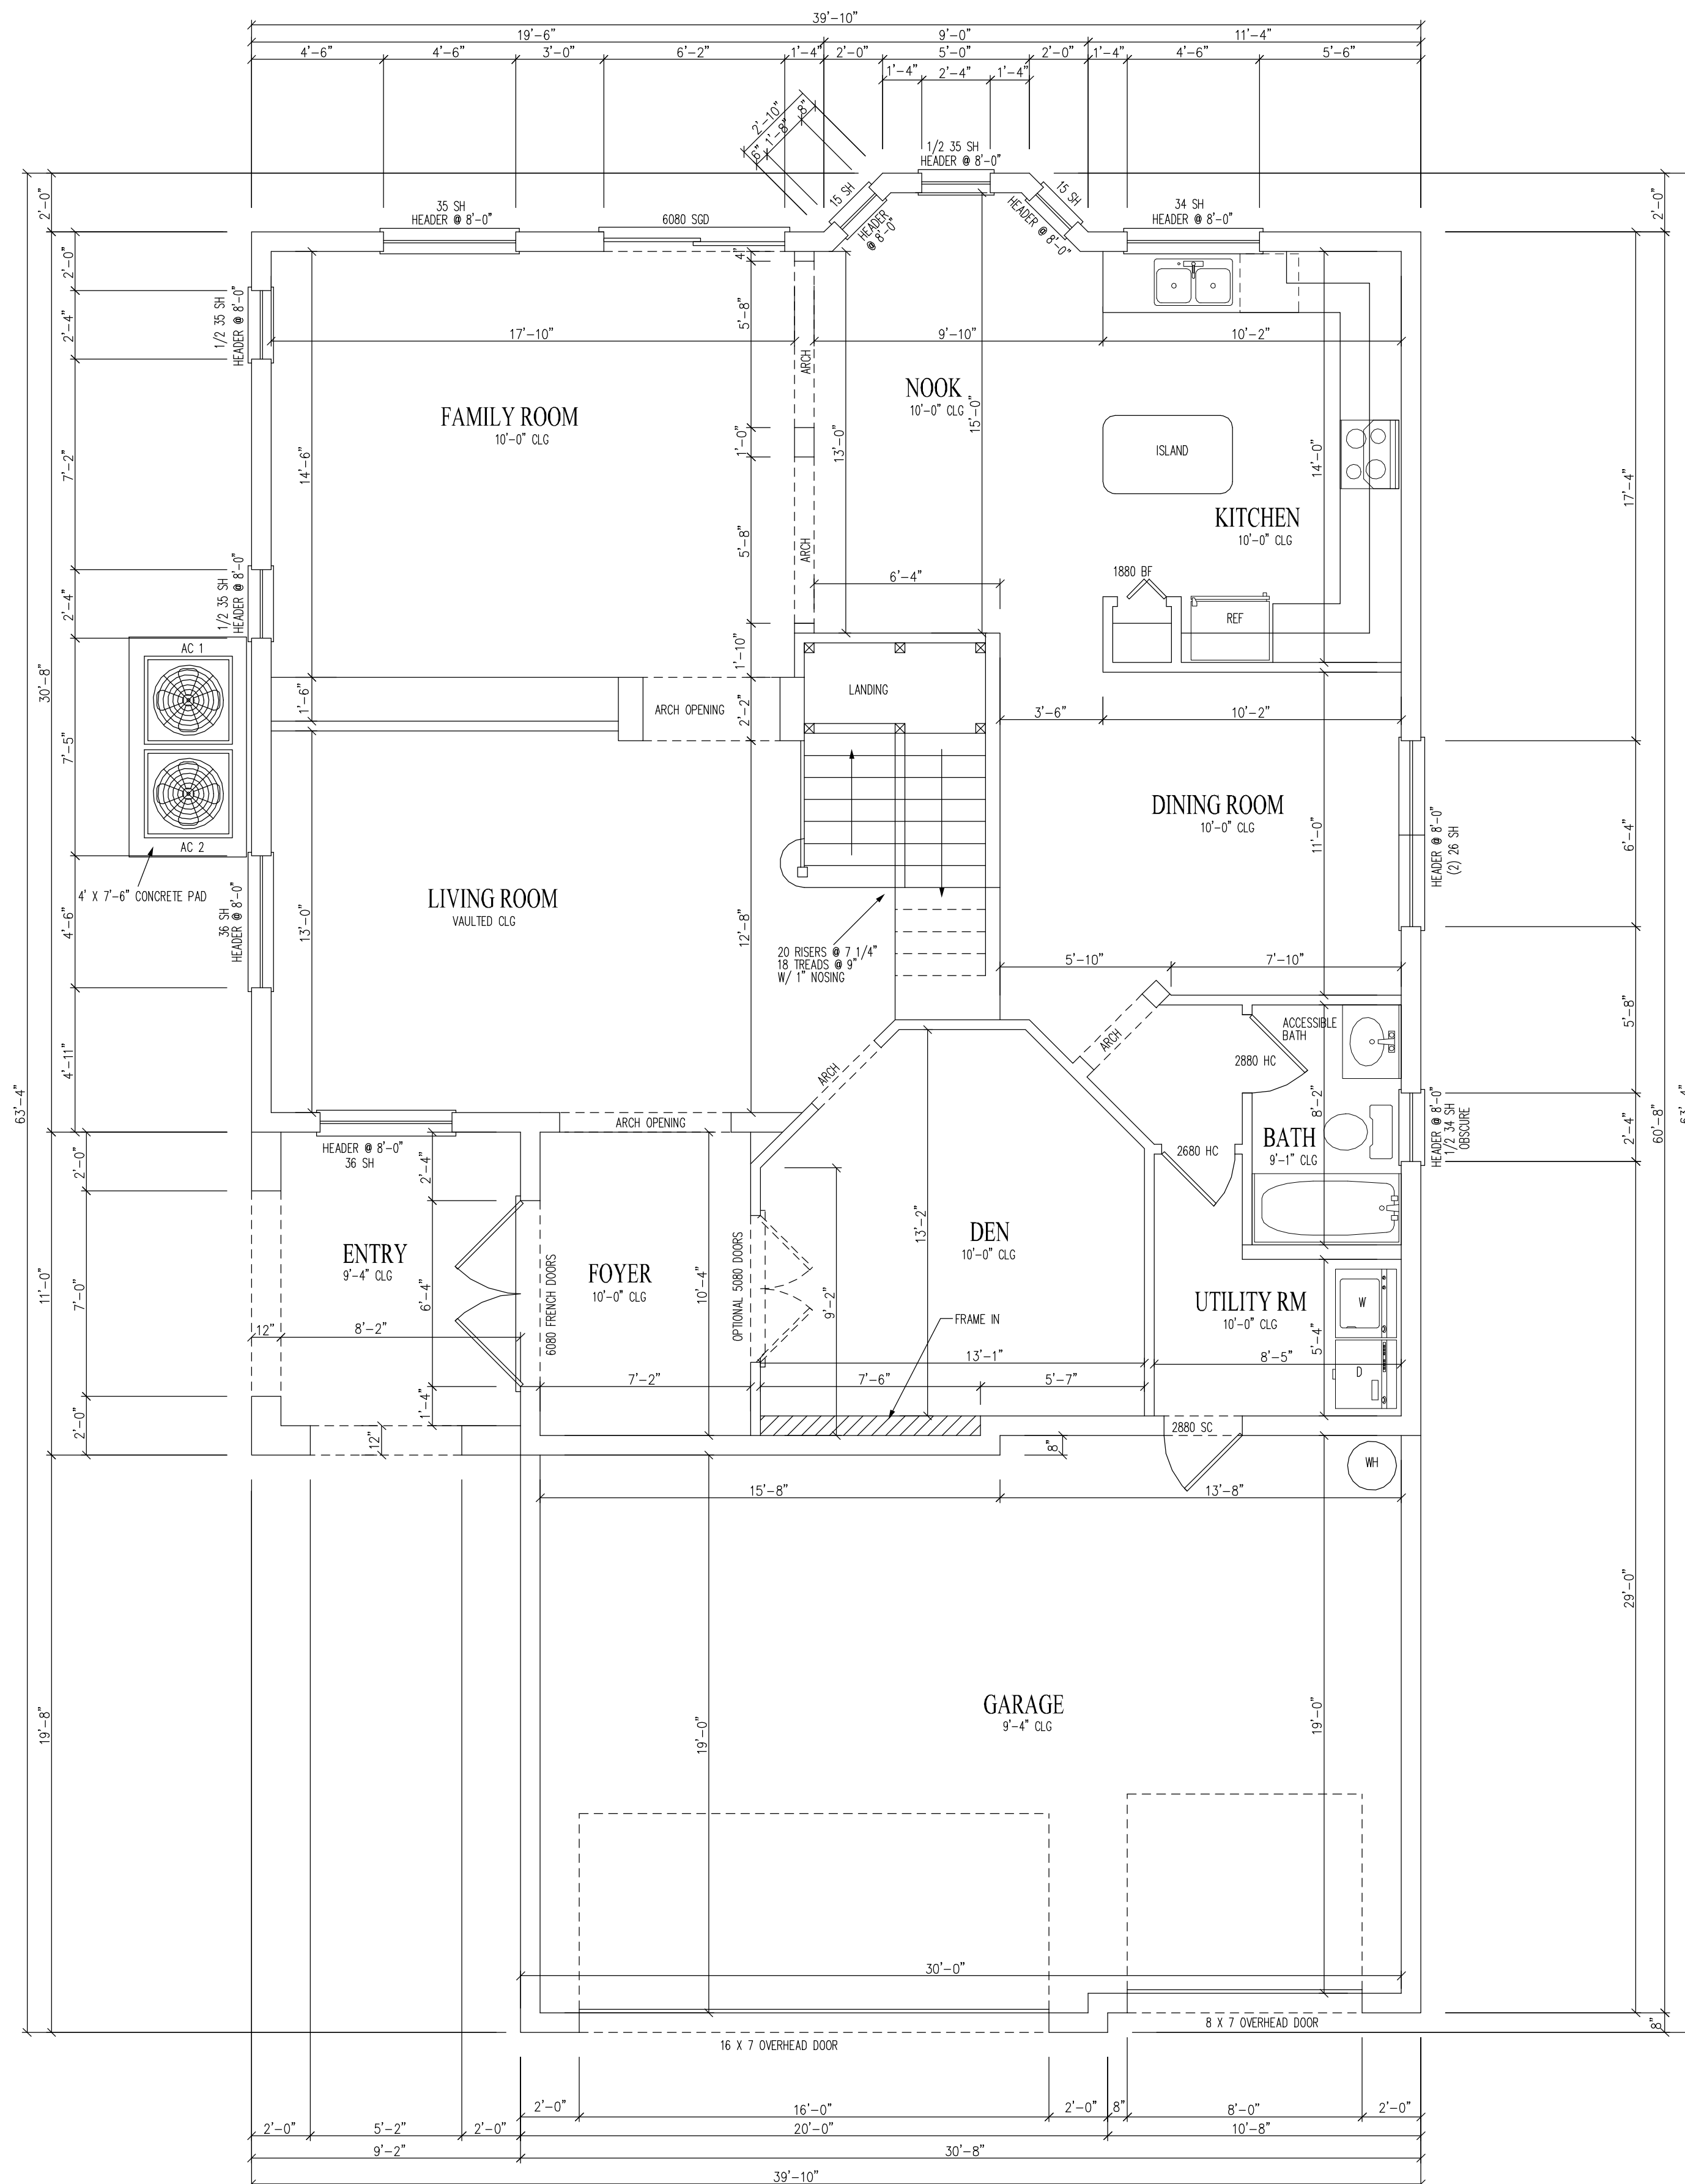 39'-10"
19'-6" 9'-0" 11'-4"
4'-6" 4'-6" 3'-0" 6'-2" 1'-4" 2'-0" 5'-0" 2'-0" 1'-4" 4'-6" 5'-6"
1'-4" 2'-4" 1'-4"
2'-10"
6" 1'-8" 8"
1/2 35 SH
HEADER @ 8'-0"
15 SH
HEADER
@ 8'-0"
15 SH
HEADER @ 8'-0"
35 SH
HEADER @ 8'-0"
6080 SGD
34 SH
HEADER @ 8'-0"
2'-0"
2'-0"
2'-0"
2'-4"
7'-2"
2'-4"
7'-5"
4'-6"
4'-11"
30'-8"
63'-4"
1/2 35 SH
HEADER @ 8'-0"
1/2 35 SH
HEADER @ 8'-0"
36 SH
HEADER @ 8'-0"
17'-10"
9'-10"
10'-2"
4"
5'-8"
ARCH
1'-0"
5'-8"
ARCH
1'-10"
2'-2"
FAMILY ROOM
10'-0" CLG
14'-6"
1'-6"
NOOK
10'-0" CLG
13'-0"
15'-0"
6'-4"
ISLAND
KITCHEN
10'-0" CLG
14'-0"
1880 BF
REF
17'-4"
AC 1
AC 2
4' X 7'-6" CONCRETE PAD
ARCH OPENING
LANDING
3'-6"
10'-2"
DINING ROOM
10'-0" CLG
11'-0"
HEADER @ 8'-0"
(2) 26 SH
6'-4"
LIVING ROOM
VAULTED CLG
13'-0"
12'-8"
20 RISERS @ 7 1/4"
18 TREADS @ 9"
W/ 1" NOSING
5'-10"
7'-10"
5'-8"
ARCH
ARCH
ACCESSIBLE
BATH
2880 HC
8'-2"
BATH
9'-1" CLG
2680 HC
HEADER @ 8'-0"
1/2 34 SH
OBSCURE
2'-4"
60'-8"
63'-4"
ARCH OPENING
HEADER @ 8'-0"
36 SH
2'-0"
7'-0"
2'-0"
11'-0"
2'-4"
6'-4"
1'-4"
ENTRY
9'-4" CLG
12"
8'-2"
12"
6080 FRENCH DOORS
FOYER
10'-0" CLG
10'-4"
7'-2"
OPTIONAL 5080 DOORS
9'-2"
13'-2"
DEN
10'-0" CLG
FRAME IN
13'-1"
7'-6"
5'-7"
UTILITY RM
10'-0" CLG
8'-5"
5'-4"
W
D
2880 SC
8"
WH
15'-8"
13'-8"
19'-8"
GARAGE
9'-4" CLG
19'-0"
19'-0"
29'-0"
30'-0"
8"
8 X 7 OVERHEAD DOOR
16 X 7 OVERHEAD DOOR
2'-0" 16'-0" 2'-0" 8" 8'-0" 2'-0"
2'-0" 5'-2" 2'-0" 20'-0" 10'-8"
9'-2" 30'-8"
39'-10"